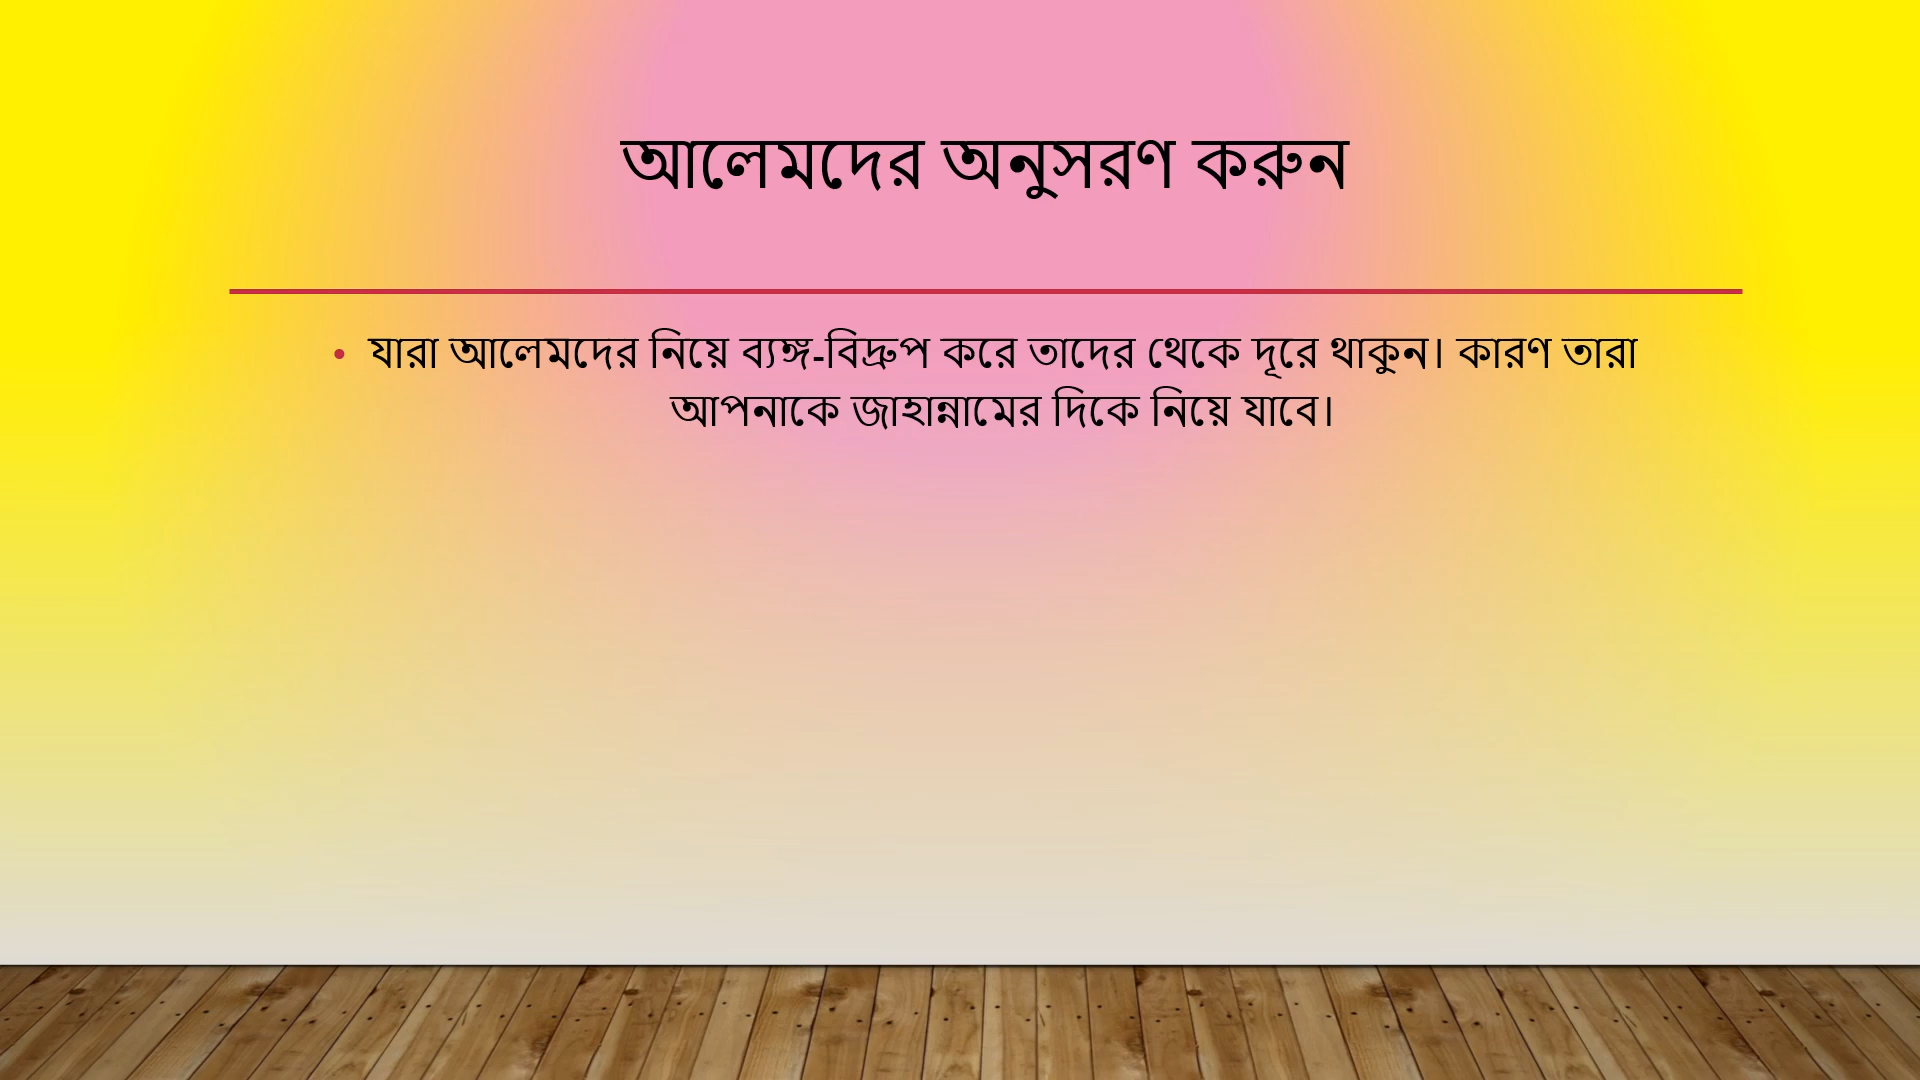 আলেমদের অনুসরণ করুন
• যারা আলেমদের নিয়ে ব্যঙ্গ-বিদ্রুপ করে তাদের থেকে দূরে থাকুন। কারণ তারা
আপনাকে জাহান্নামের দিকে নিয়ে যাবে।